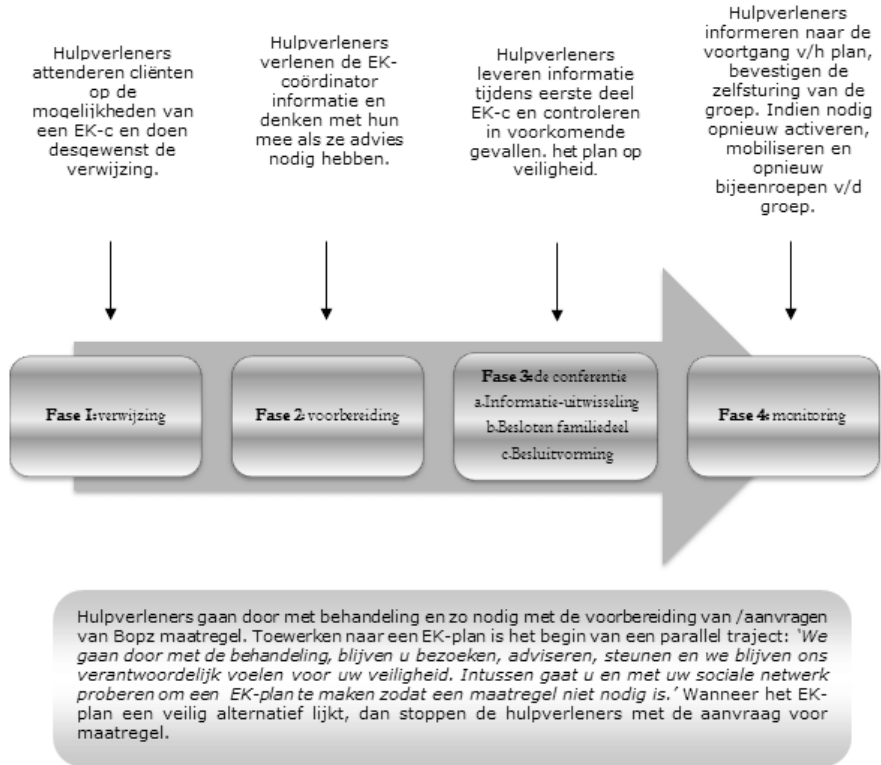 Hulpverleners
attenderen cliënten
op de
mogelijkheden van
een EK-c en doen
desgewenst de
verwijzing.
Hulpverleners
verlenen de EK-
coördinator
informatie en
denken met hun
mee als ze advies
nodig hebben.
Hulpverleners
leveren informatie
tijdens eerste deel
EK-c en controleren
in voorkomende
gevallen. het plan op
veiligheid.
Hulpverleners
informeren naar de
voortgang v/h plan,
bevestigen de
zelfsturing van de
groep. Indien nodig
opnieuw activeren,
mobiliseren en
opnieuw
bijeenroepen v/d
groep.
Fase 1: verwijzing
Fase 2: voorbereiding
Fase 3: de conferentie
a.Informatie-uitwisseling
b.Besloten familiedeel
c.Besluitvorming
Fase 4: monitoring
Hulpverleners gaan door met behandeling en zo nodig met de voorbereiding van /aanvragen
van Bopz maatregel. Toewerken naar een EK-plan is het begin van een parallel traject: ‘We
gaan door met de behandeling, blijven u bezoeken, adviseren, steunen en we blijven ons
verantwoordelijk voelen voor uw veiligheid. Intussen gaat u en met uw sociale netwerk
proberen om een EK-plan te maken zodat een maatregel niet nodig is.’ Wanneer het EK-
plan een veilig alternatief lijkt, dan stoppen de hulpverleners met de aanvraag voor
maatregel.